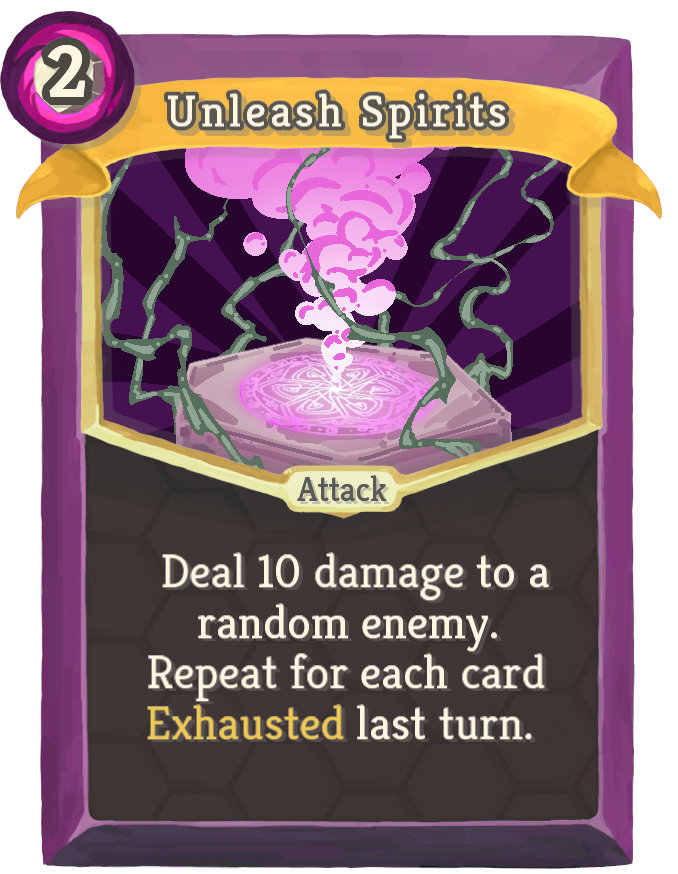 2
Unleash Spirits
Attack
Deal 10 damage to a
random enemy.
Repeat for each card
Exhausted last turn.